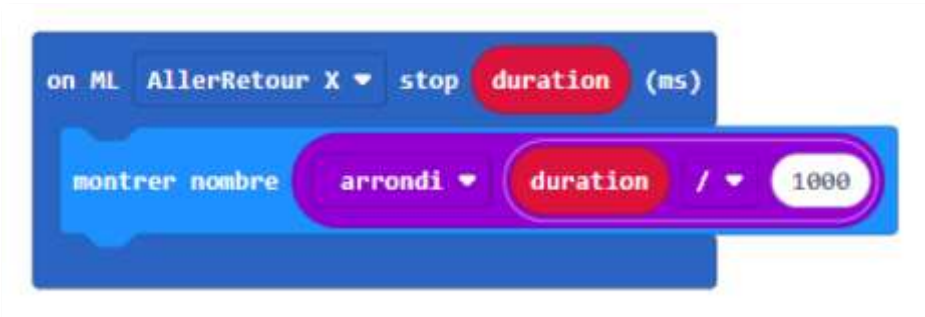 on ML AllerRetour X stop duration (ms)
montrer nombre arrondi duration / 1000